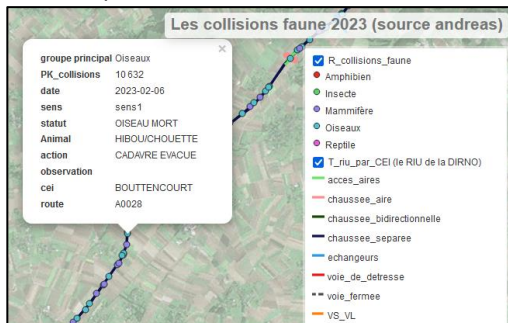 Les collisions faune 2023 (source andreas)
×
groupe principal Oiseaux
PK_collisions 10 632
date 2023-02-06
sens sens1
statut OISEAU MORT
Animal HIBOU/CHOUETTE
action CADAVRE EVACUE
observation
cei BOUTTENCOURT
route A0028
R_collisions_faune
Amphibien
Insecte
Mammifère
Oiseaux
Reptile
T_riu_par_CEI (le RIU de la DIRNO)
acces_aires
chaussee_aire
chaussee_bidirectionnelle
chaussee_separee
echangeurs
voie_de_detresse
voie_fermee
VS_VL